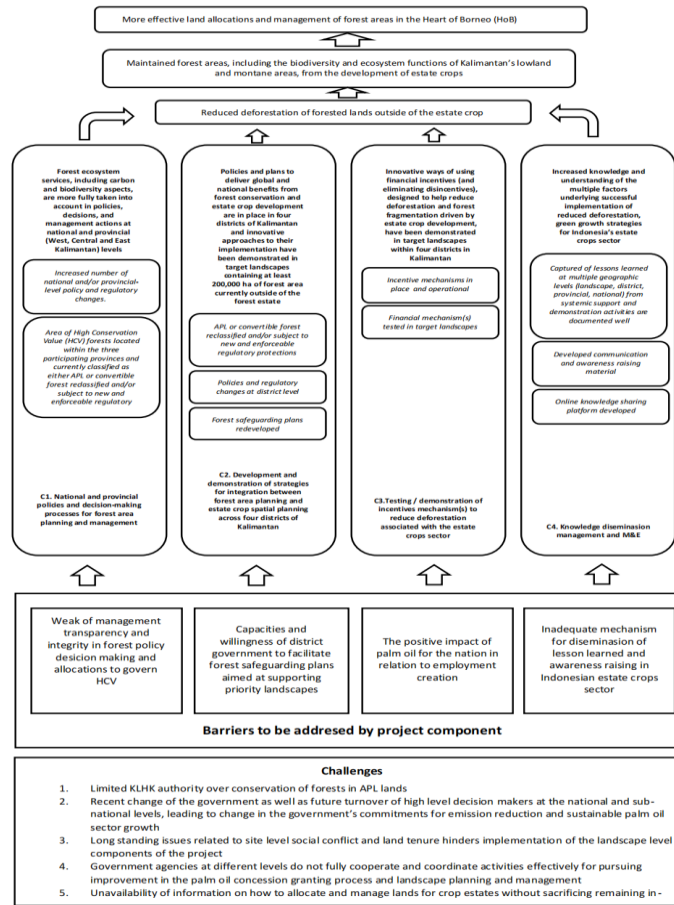 More effective land allocations and management of forest areas in the Heart of Borneo (HoB)
Maintained forest areas, including the biodiversity and ecosystem functions of Kalimantan's lowland
and montane areas, from the development of estate crops
Reduced deforestation of forested lands outside of the estate crop
Forest ecosystem
services, including carbon
and biodiversity aspects,
are more fully taken into
account in policies,
decisions, and
management actions at
national and provincial
(West, Central and East
Kalimantan) levels
Increased number of
national and/or provincial-
level policy and regulatory
changes.
Area of High Conservation
Value (HCV) forests located
within the three
participating provinces and
currently classified as
either APL or convertible
forest reclassified and/or
subject to new and
enforceable regulatory
C1. National and provincial
policies and decision-making
processes for forest area
planning and management
Policies and plans to
deliver global and
national benefits from
forest conservation and
estate crop development
are in place in four
districts of Kalimantan
and innovative
approaches to their
implementation have
been demonstrated in
target landscapes
containing at least
200,000 ha of forest area
currently outside of the
forest estate
APL or convertible forest
reclassified and/or subject to
new and enforceable
regulatory protections
Policies and regulatory
changes at district level
Forest safeguarding plans
redeveloped
C2. Development and
demonstration of strategies
for integration between
forest area planning and
estate crop spatial planning
across four districts of
Kalimantan
Innovative ways of using
financial incentives (and
eliminating disincentives),
designed to help reduce
deforestation and forest
fragmentation driven by
estate crop development,
have been demonstrated
in target landscapes
within four districts in
Kalimantan
Incentive mechanisms in
place and operational
Financial mechanism(s)
tested in target landscapes
C3.Testing / demonstration of
incentives mechanism(s) to
reduce deforestation
associated with the estate
crops sector
Increased knowledge and
understanding of the
multiple factors
underlying successful
implementation of
reduced deforestation,
green growth strategies
for Indonesia's estate
crops sector
Captured of lessons learned
at multiple geographic
levels (landscape, district,
provincial, national) from
systemic support and
demonstration activities are
documented well
Developed communication
and awareness raising
material
Online knowledge sharing
platform developed
C4. Knowledge disemination
management and M&E
Weak of management
transparency and
integrity in forest policy
desicion making and
allocations to govern
HCV
Capacities and
willingness of district
government to facilitate
forest safeguarding plans
aimed at supporting
priority landscapes
The positive impact of
palm oil for the nation in
relation to employment
creation
Inadequate mechanism
for disemination of
lesson learned and
awareness raising in
Indonesian estate crops
sector
Barriers to be addresed by project component
Challenges
1. Limited KLHK authority over conservation of forests in APL lands
2. Recent change of the government as well as future turnover of high level decision makers at the national and sub-
national levels, leading to change in the government's commitments for emission reduction and sustainable palm oil
sector growth
3. Long standing issues related to site level social conflict and land tenure hinders implementation of the landscape level
components of the project
4. Government agencies at different levels do not fully cooperate and coordinate activities effectively for pursuing
improvement in the palm oil concession granting process and landscape planning and management
5. Unavailability of information on how to allocate and manage lands for crop estates without sacrificing remaining in-